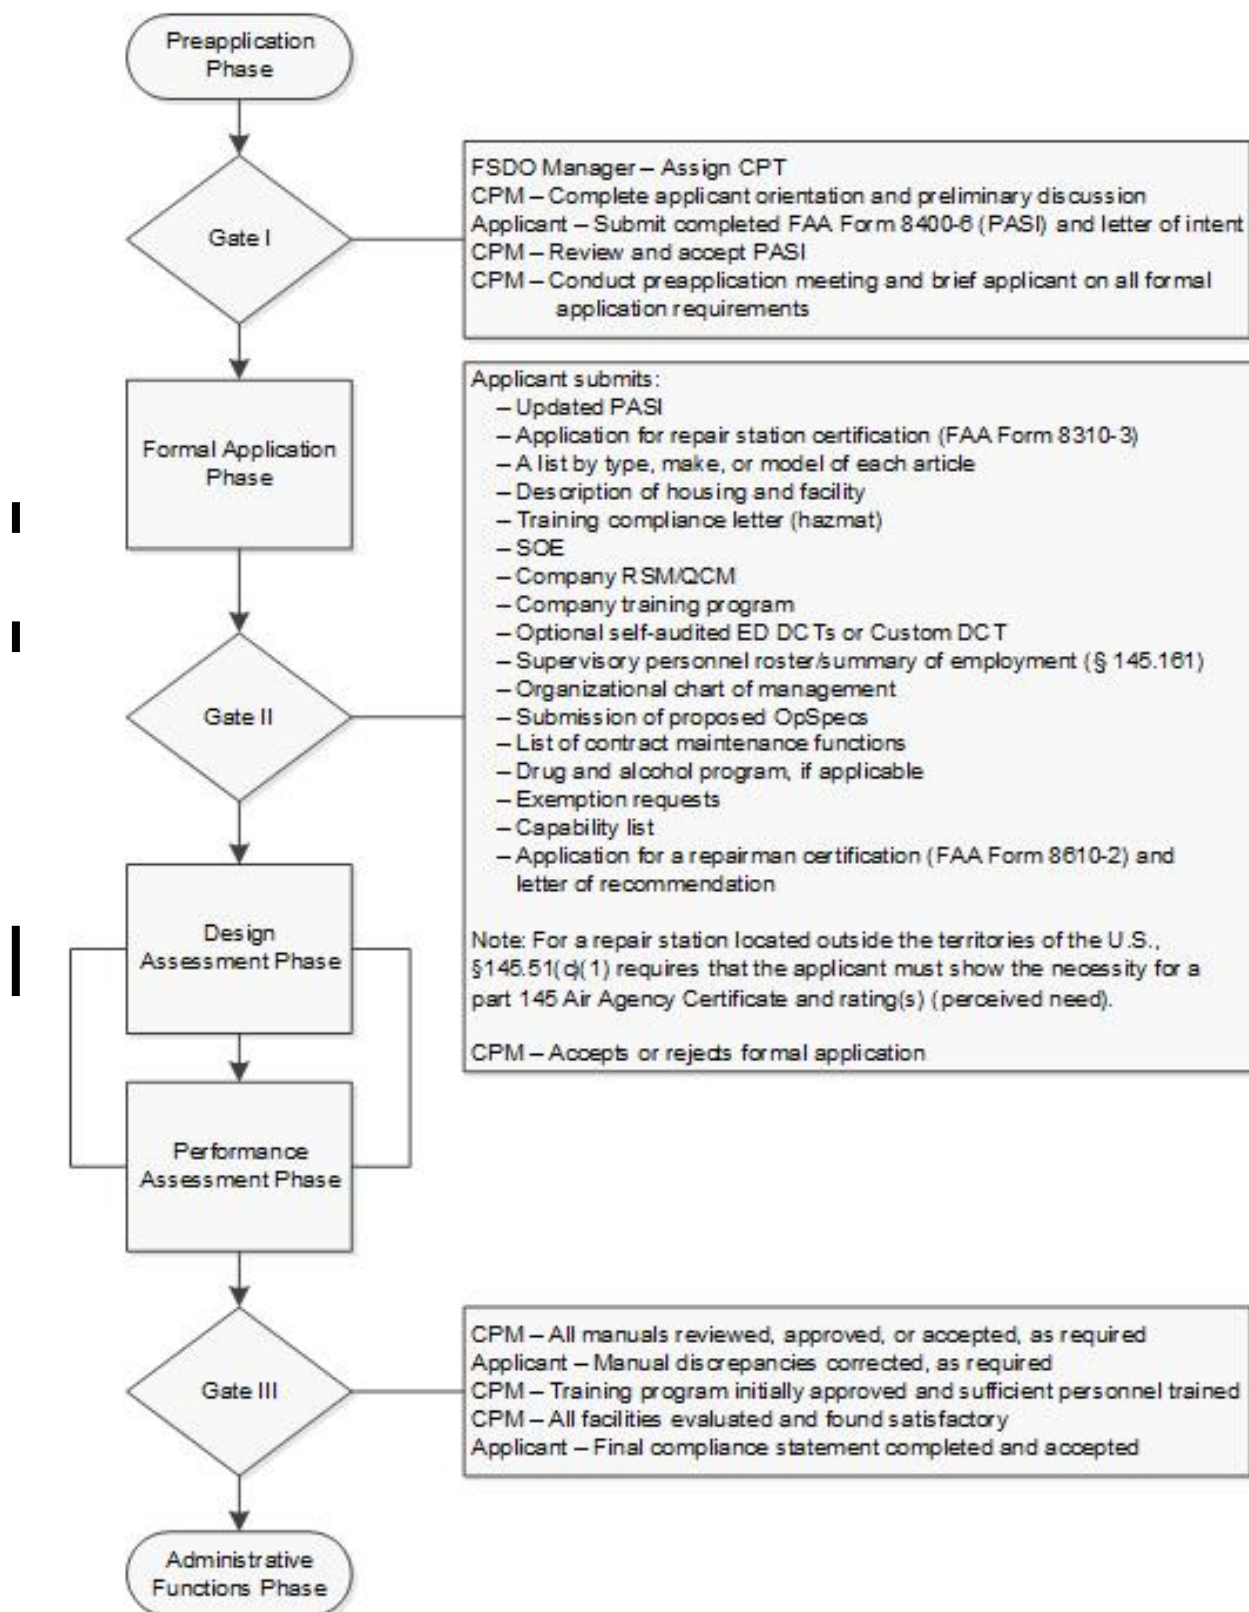 Preapplication
Phase
Gate I
FSDO Manager – Assign CPT
CPM – Complete applicant orientation and preliminary discussion
Applicant – Submit completed FAA Form 8400-6 (PASI) and letter of intent
CPM – Review and accept PASI
CPM – Conduct preapplication meeting and brief applicant on all formal
application requirements
Formal Application
Phase
Gate II
Applicant submits:
– Updated PASI
– Application for repair station certification (FAA Form 8310-3)
– A list by type, make, or model of each article
– Description of housing and facility
– Training compliance letter (hazmat)
– SOE
– Company RSM/QCM
– Company training program
– Optional self-audited ED DCTs or Custom DCT
– Supervisory personnel roster/summary of employment (§ 145.161)
– Organizational chart of management
– Submission of proposed OpSpecs
– List of contract maintenance functions
– Drug and alcohol program, if applicable
– Exemption requests
– Capability list
– Application for a repairman certification (FAA Form 8610-2) and
letter of recommendation
Note: For a repair station located outside the territories of the U.S.,
§145.51(c)(1) requires that the applicant must show the necessity for a
part 145 Air Agency Certificate and rating(s) (perceived need).
CPM – Accepts or rejects formal application
Design
Assessment Phase
Performance
Assessment Phase
Gate III
CPM – All manuals reviewed, approved, or accepted, as required
Applicant – Manual discrepancies corrected, as required
CPM – Training program initially approved and sufficient personnel trained
CPM – All facilities evaluated and found satisfactory
Applicant – Final compliance statement completed and accepted
Administrative
Functions Phase